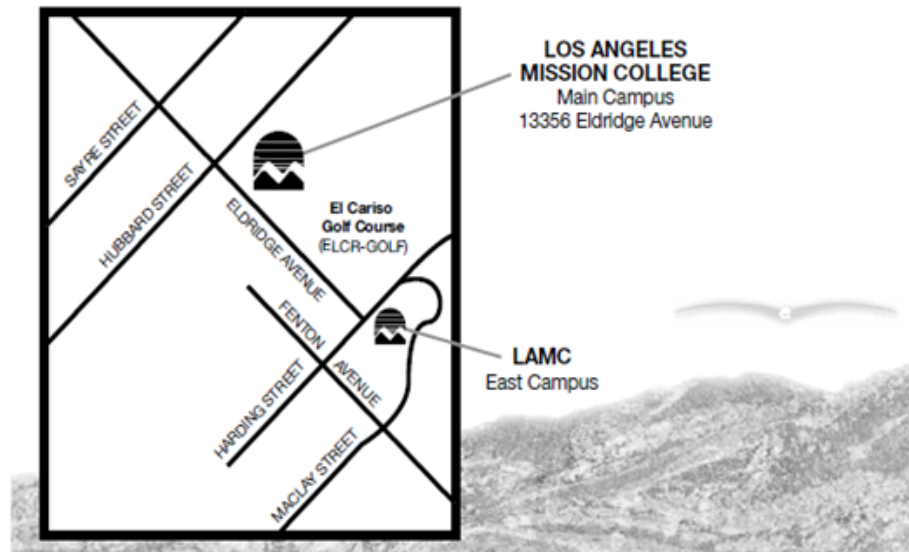 LOS ANGELES
MISSION COLLEGE
Main Campus
13356 Eldridge Avenue
SAYRE STREET
HUBBARD STREET
ELDRIDGE AVENUE
El Cariso
Golf Course
(ELCR-GOLF)
FENTON
AVENUE
HARDING STREET
MACLAY STREET
LAMC
East Campus